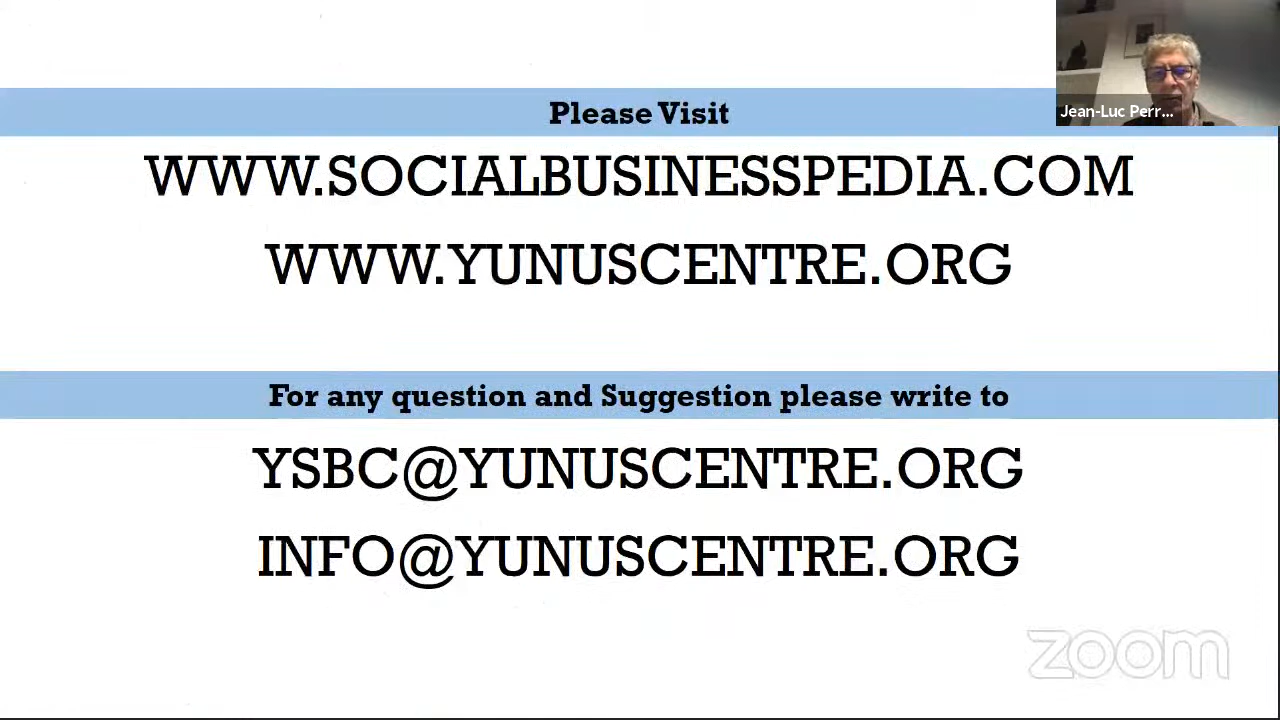 Please Visit
Jean-Luc Perr...
WWW.SOCIALBUSINESSPEDIA.COM
WWW.YUNUSCENTRE.ORG
For any question and Suggestion please write to
YSBC@YUNUSCENTRE.ORG
INFO@YUNUSCENTRE.ORG
zoom